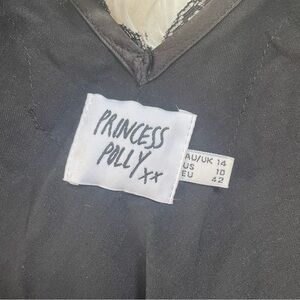 PRINCESS
POLLY xx
AU/UK 14
US 10
EU 42